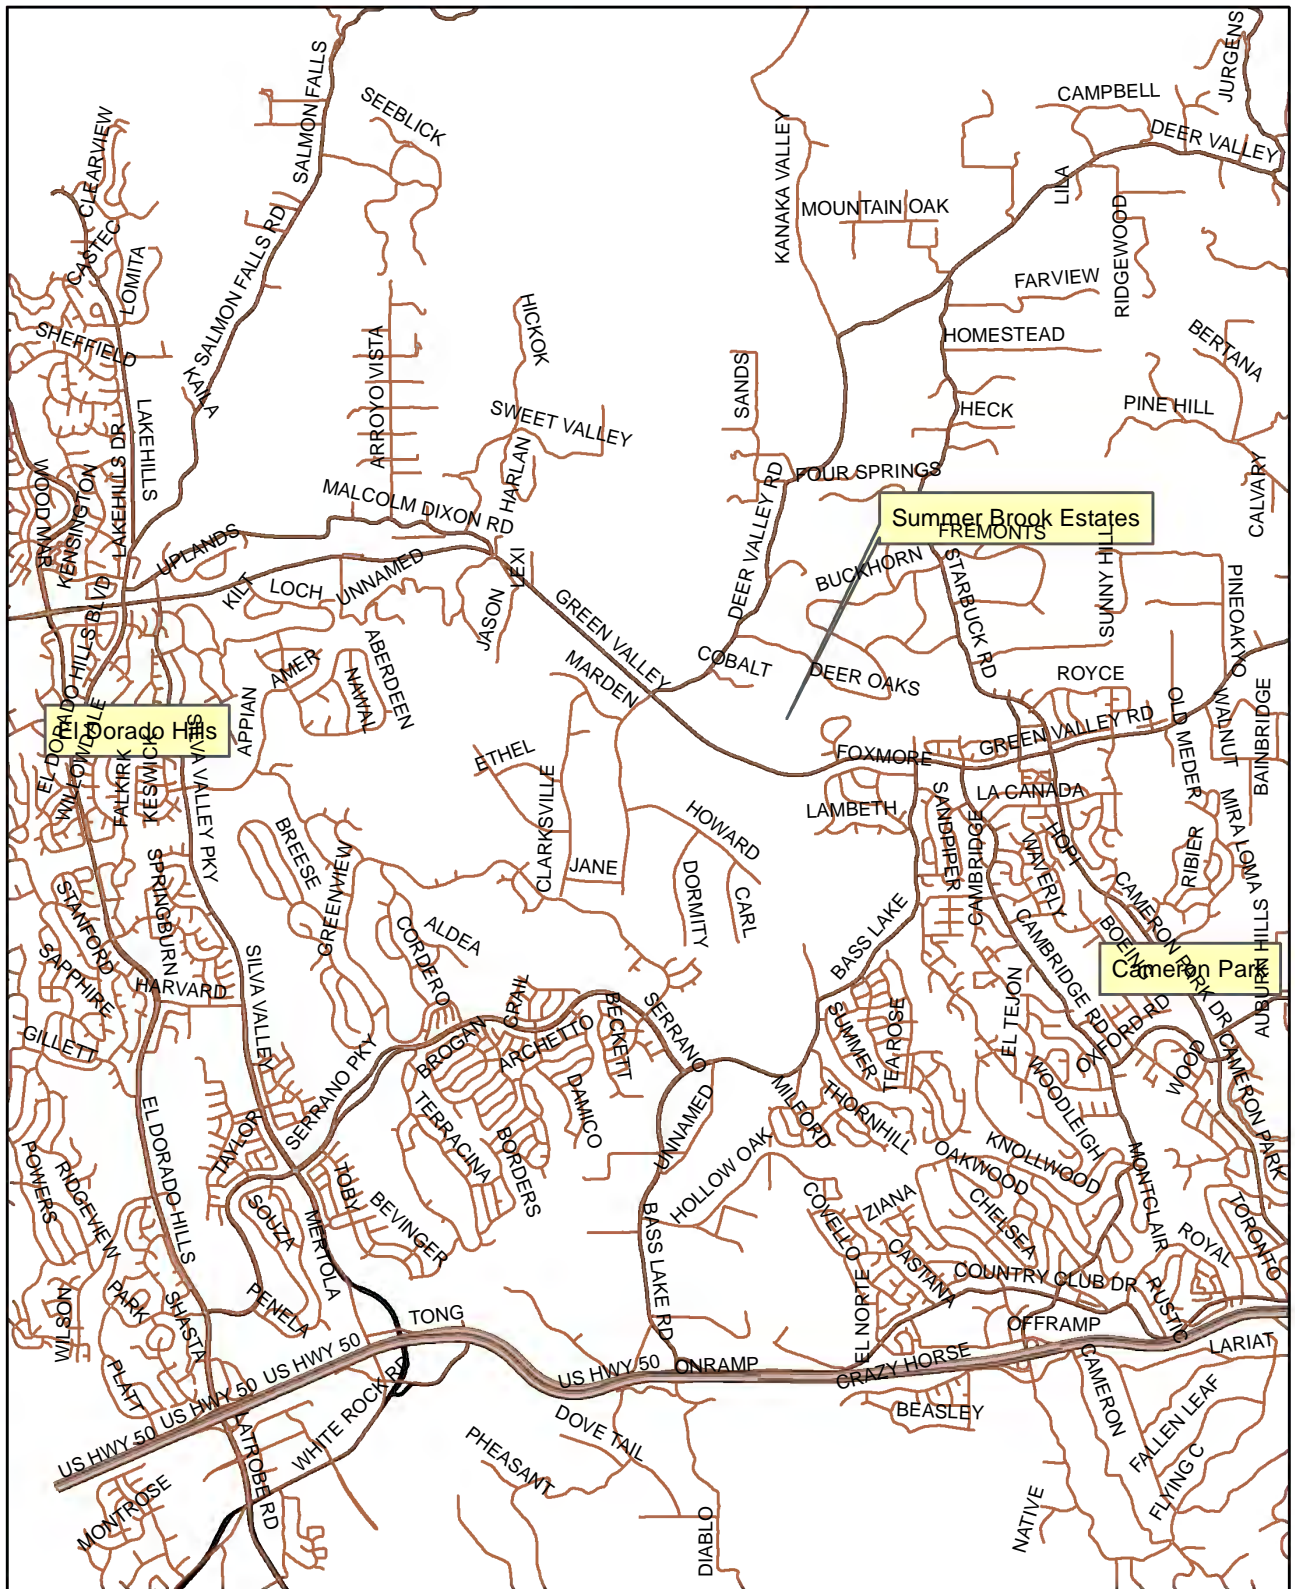 JURGENS
CAMPBELL
SALMON FALLS
SEEBLICK
DEER VALLEY
KANAKA VALLEY
CLEARVIEW
LILA
MOUNTAIN OAK
RIDGEWOOD
CASTEC
SALMON FALLS RD
LOMITA
FARVIEW
HICKOK
SHEFFIELD
ARROYO VISTA
HOMESTEAD
BERTANA
KAILA
SANDS
LAKEHILLS
SWEET VALLEY
HECK
PINE HILL
LAKEHILLS DR
HARLAN
WOOD MNR
KENSINGTON
MALCOLM DIXON RD
DEER VALLEY RD
FOUR SPRINGS
CALVARY
Summer Brook Estates
FREMONTS
UPLANDS
LEXI
BUCKHORN
STARBUCK RD
SUNNY HILL
PINEOAKYO
KILT
LOCH
UNNAMED
JASON
GREEN VALLEY
EL DORADO HILLS BLVD
AMER
ABERDEEN
NAWAL
MARDEN
COBALT
DEER OAKS
ROYCE
OLD MEDER
WALNUT
BAINBRIDGE
El Dorado Hills
APPIAN
GREEN VALLEY RD
WILLOWDALE
FALKIRK
KESWICK
SILVA VALLEY PKY
ETHEL
FOXMORE
CLARKSVILLE
LAMBETH
SANDPIPER
LA CANADA
HOWARD
CAMBRIDGE
WAVERLY
HOPI
RIBIER
MIRA LOMA
BREESE
GREENVIEW
SPRINGBURN
JANE
DORMITY
CARL
STANFORD
CORDERO
ALDEA
BASS LAKE
CAMERON PARK DR
BOEING
Cameron Park
AUBURN HILLS
SAPPHIRE
HARVARD
SILVA VALLEY
CAMBRIDGE RD
EL TEJON
OXFORD RD
GILLETT
CRAIL
BROGAN
ARCHETTO
BECKETT
SERRANO
SUMMER
TEA ROSE
WOOD
CAMERON PARK
EL DORADO HILLS
SERRANO PKY
DAMICO
TERRACINA
BORDERS
UNNAMED
MILFORD
THORNHILL
WOODLEIGH
TAYLOR
POWERS
RIDGEVIEW
TOBY
BEVINGER
SOUZA
MERTOLA
HOLLOW OAK
OAKWOOD
KNOLLWOOD
MONTCLAIR
COVELLO
ZIANA
CHELSEA
CASTANA
ROYAL
TORONTO
BASS LAKE RD
COUNTRY CLUB DR
EL NORTE
RUSTIC
WILSON
PARK
SHASTA
PENELA
TONG
OFFRAMP
LARIAT
PLATT
US HWY 50
US HWY 50
US HWY 50
US HWY 50
ONRAMP
CRAZY HORSE
CAMERON
WHITE ROCK RD
LATROBE RD
DOVE TAIL
BEASLEY
FALLEN LEAF
PHEASANT
FLYING C
MONTROSE
DIABLO
NATIVE